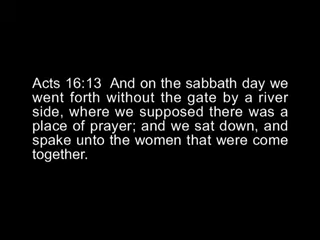 Acts 16:13  And on the sabbath day we
went forth without the gate by a river
side, where we supposed there was a
place of prayer; and we sat down, and
spake unto the women that were come
together.